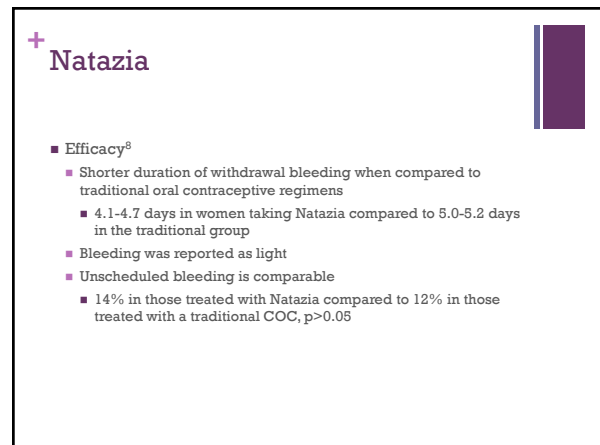 +
Natazia
■ Efficacy⁸
■ Shorter duration of withdrawal bleeding when compared to
traditional oral contraceptive regimens
■ 4.1-4.7 days in women taking Natazia compared to 5.0-5.2 days
in the traditional group
■ Bleeding was reported as light
■ Unscheduled bleeding is comparable
■ 14% in those treated with Natazia compared to 12% in those
treated with a traditional COC, p>0.05